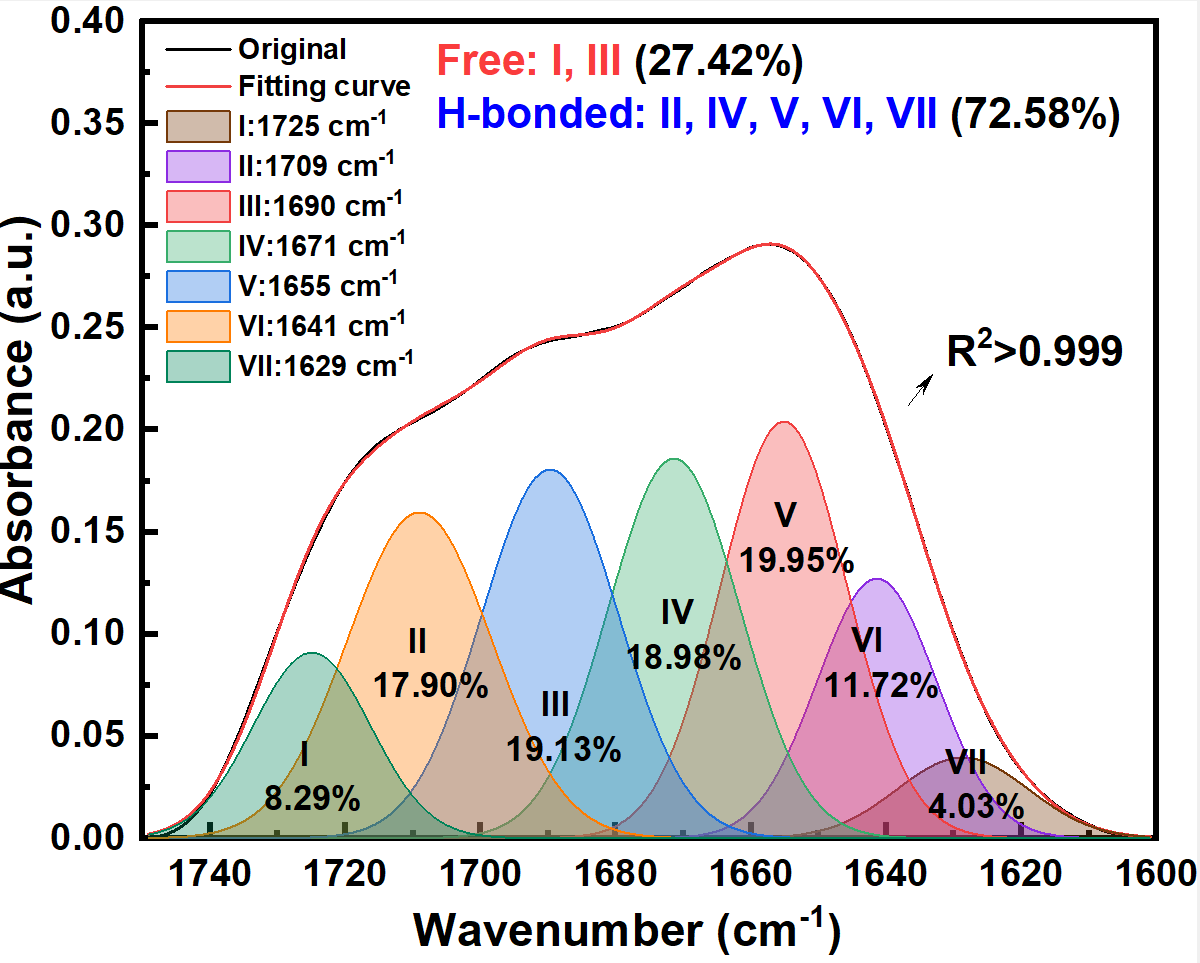 Free: I, III (27.42%)
H-bonded: II, IV, V, VI, VII (72.58%)
Original
Fitting curve
I:1725 cm⁻¹
II:1709 cm⁻¹
III:1690 cm⁻¹
IV:1671 cm⁻¹
V:1655 cm⁻¹
VI:1641 cm⁻¹
VII:1629 cm⁻¹
R²>0.999
Absorbance (a.u.)
0.40
0.35
0.30
0.25
0.20
0.15
0.10
0.05
0.00
I
8.29%
II
17.90%
III
19.13%
IV
18.98%
V
19.95%
VI
11.72%
VII
4.03%
1740 1720 1700 1680 1660 1640 1620 1600
Wavenumber (cm⁻¹)